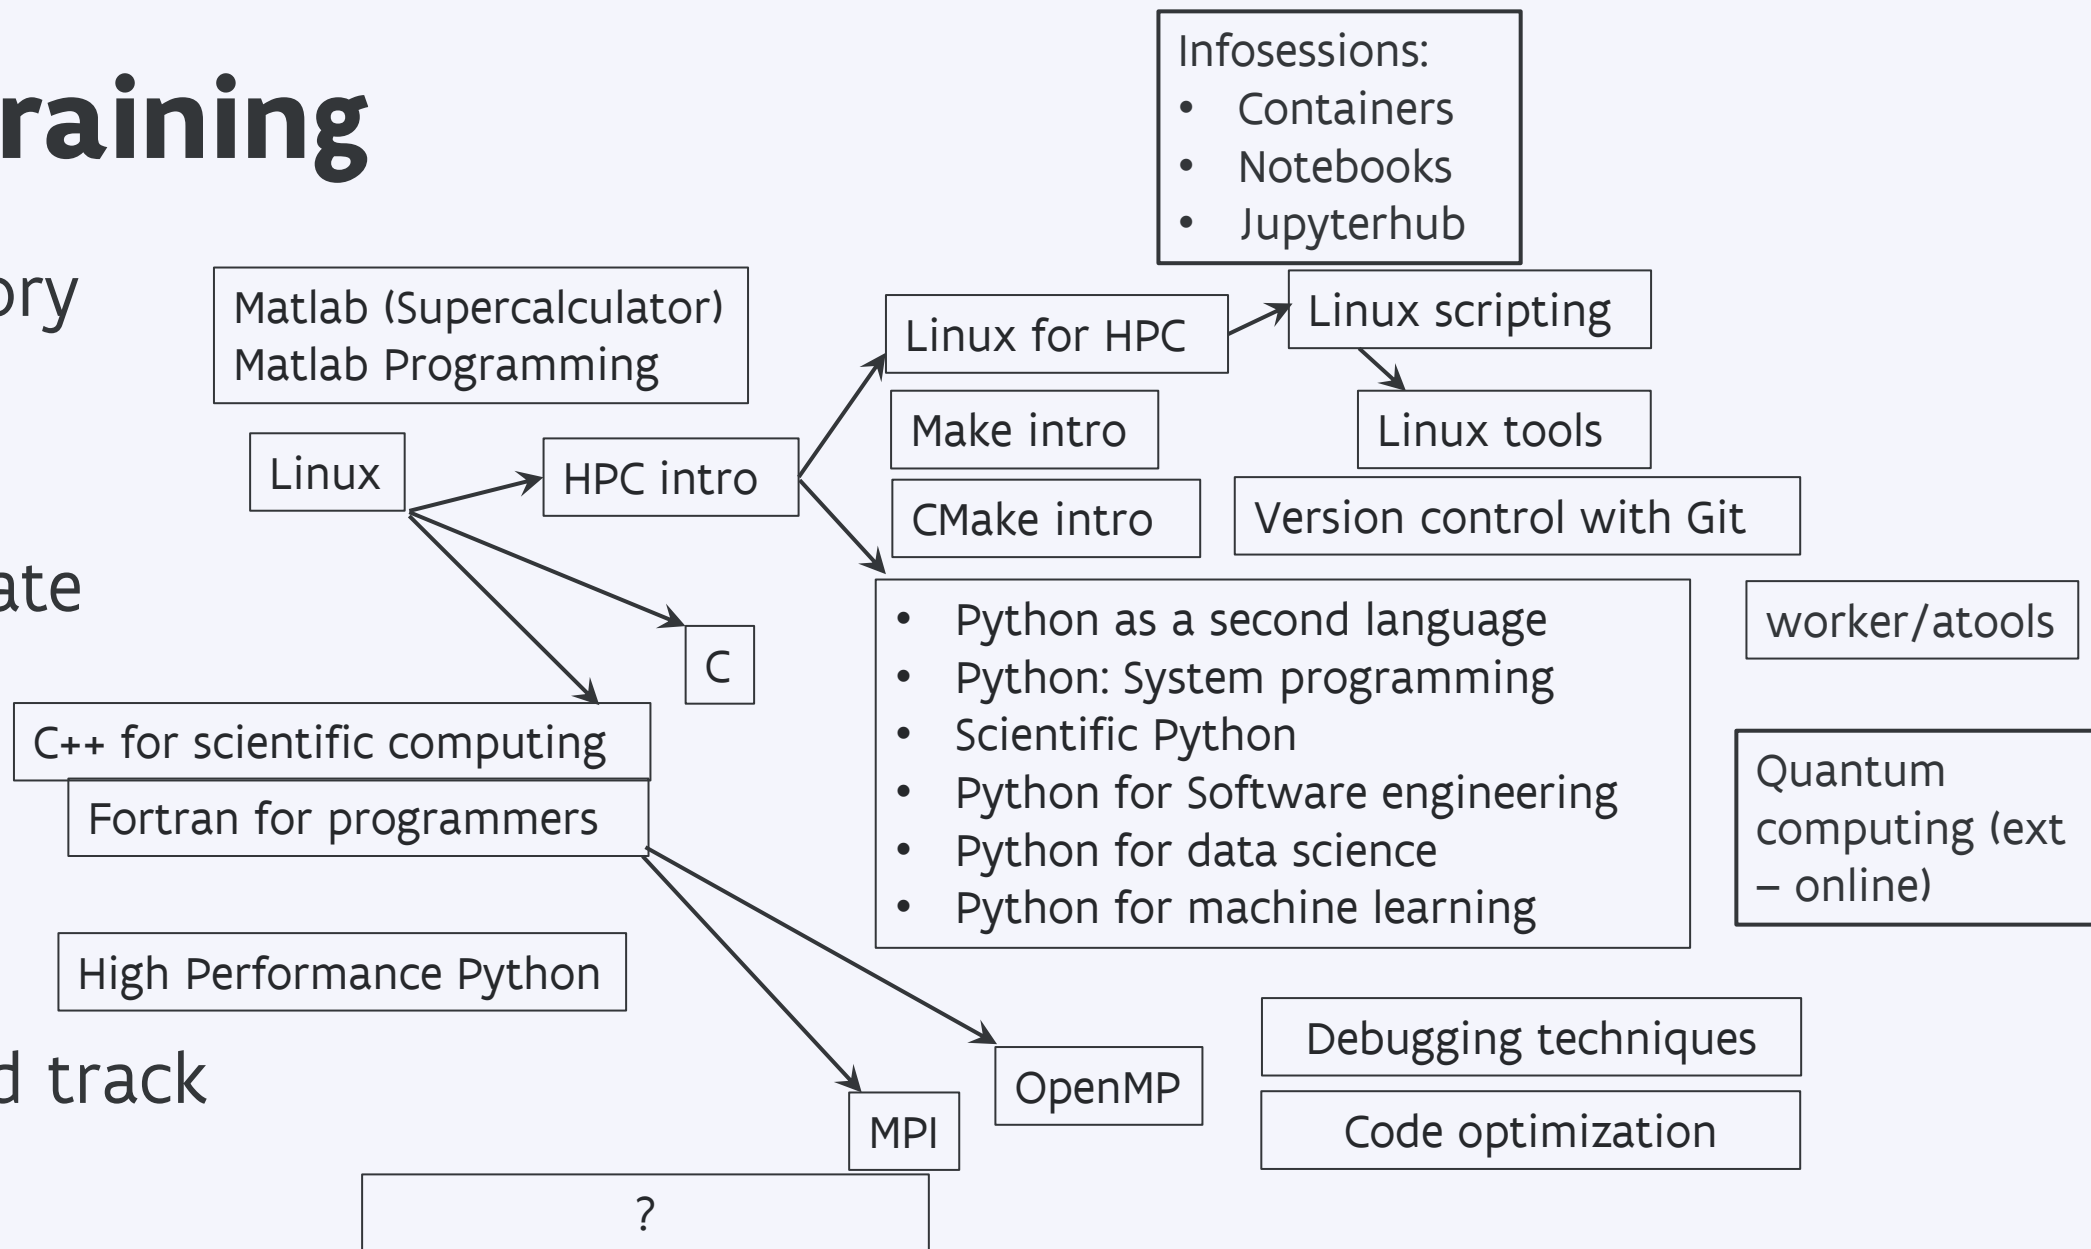 raining
Infosessions:
• Containers
• Notebooks
• Jupyterhub
ory
Matlab (Supercalculator)
Matlab Programming
Linux for HPC
Linux scripting
Make intro
Linux tools
Linux
HPC intro
CMake intro
Version control with Git
ate
C
• Python as a second language
• Python: System programming
• Scientific Python
• Python for Software engineering
• Python for data science
• Python for machine learning
worker/atools
C++ for scientific computing
Fortran for programmers
Quantum
computing (ext
– online)
High Performance Python
d track
OpenMP
MPI
Debugging techniques
Code optimization
?